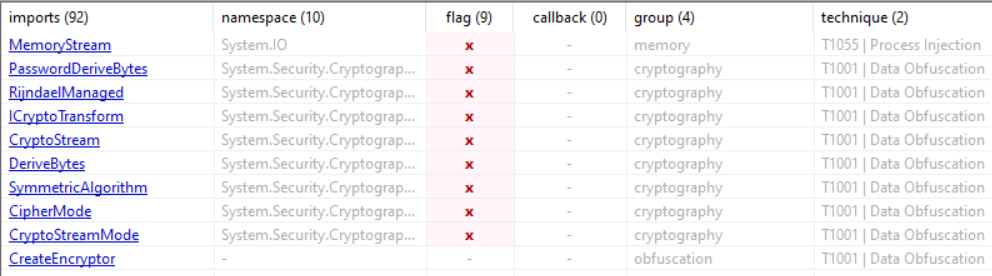 imports (92) namespace (10) flag (9) callback (0) group (4) technique (2)
MemoryStream System.IO x - memory T1055 | Process Injection
PasswordDeriveBytes System.Security.Cryptograp... x - cryptography T1001 | Data Obfuscation
RijndaelManaged System.Security.Cryptograp... x - cryptography T1001 | Data Obfuscation
ICryptoTransform System.Security.Cryptograp... x - cryptography T1001 | Data Obfuscation
CryptoStream System.Security.Cryptograp... x - cryptography T1001 | Data Obfuscation
DeriveBytes System.Security.Cryptograp... x - cryptography T1001 | Data Obfuscation
SymmetricAlgorithm System.Security.Cryptograp... x - cryptography T1001 | Data Obfuscation
CipherMode System.Security.Cryptograp... x - cryptography T1001 | Data Obfuscation
CryptoStreamMode System.Security.Cryptograp... x - cryptography T1001 | Data Obfuscation
CreateEncryptor - - - obfuscation T1001 | Data Obfuscation